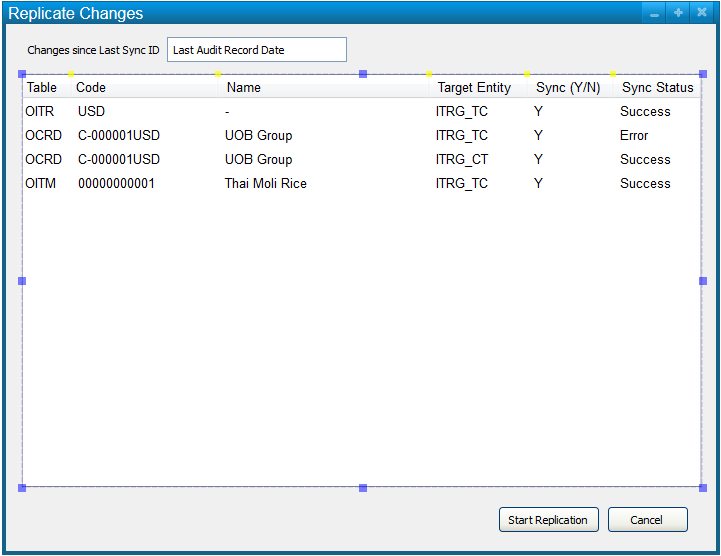 Replicate Changes
Changes since Last Sync ID Last Audit Record Date
Table Code Name Target Entity Sync (Y/N) Sync Status
OITR USD - ITRG_TC Y Success
OCRD C-000001USD UOB Group ITRG_TC Y Error
OCRD C-000001USD UOB Group ITRG_CT Y Success
OITM 00000000001 Thai Moli Rice ITRG_TC Y Success
Start Replication Cancel